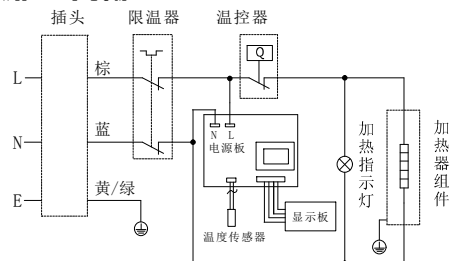 插头 限温器 温控器
Q
L 棕
N 蓝
N L
电源板
E 黄/绿
温度传感器
显示板
加热指示灯
加热器组件